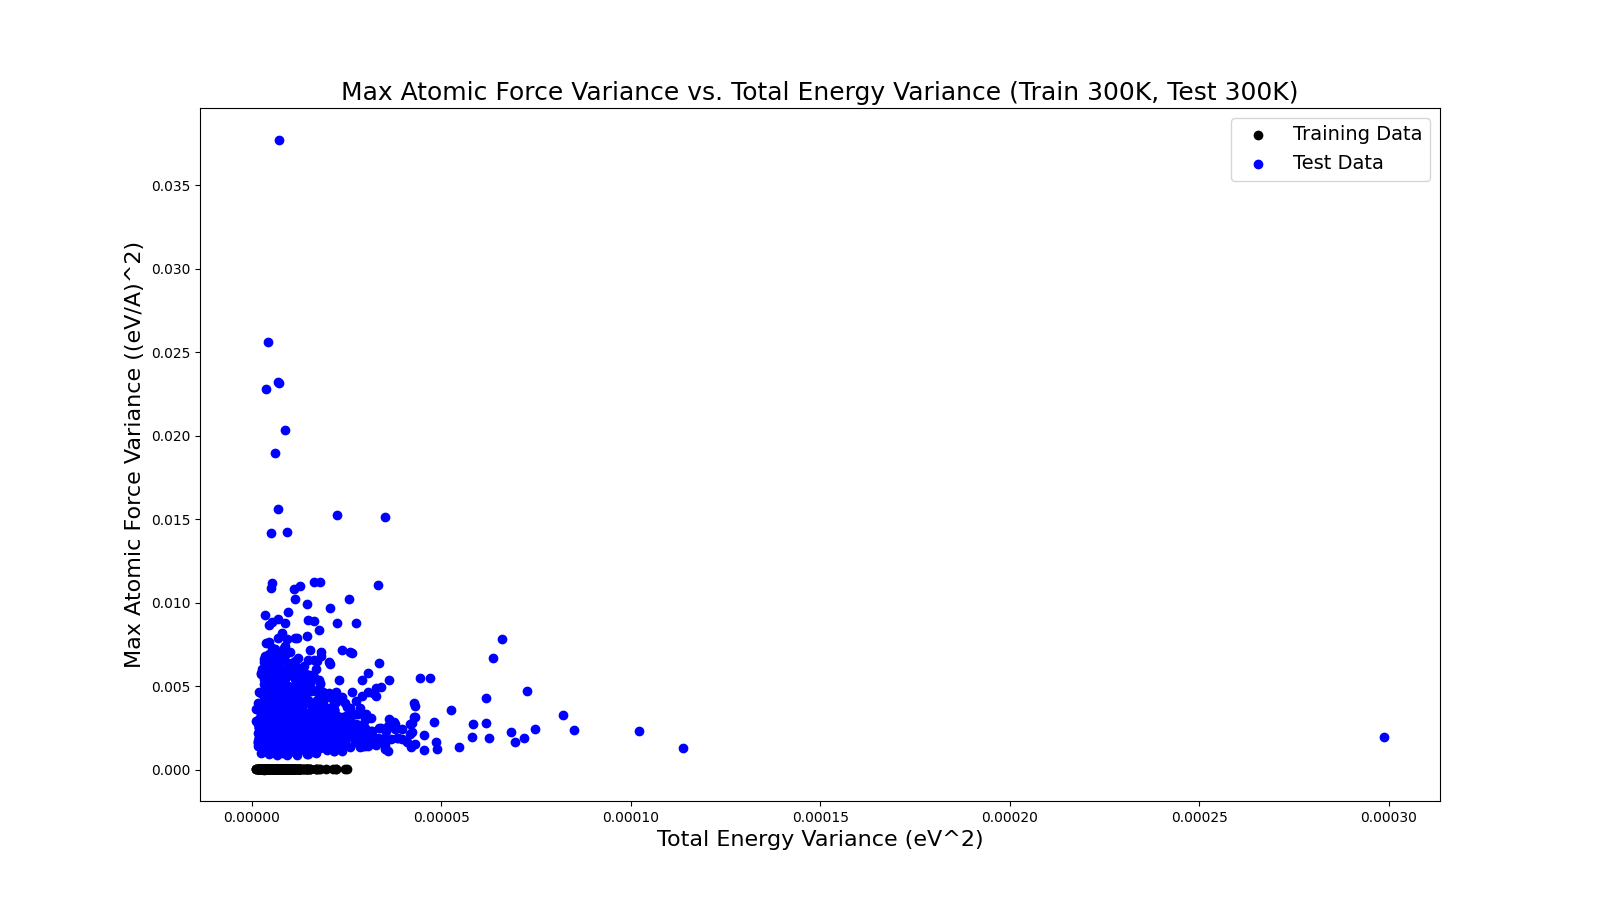 Max Atomic Force Variance vs. Total Energy Variance (Train 300K, Test 300K)
Training Data
Test Data
Max Atomic Force Variance ((eV/A)^2)
0.035
0.030
0.025
0.020
0.015
0.010
0.005
0.000
0.00000 0.00005 0.00010 0.00015 0.00020 0.00025 0.00030
Total Energy Variance (eV^2)